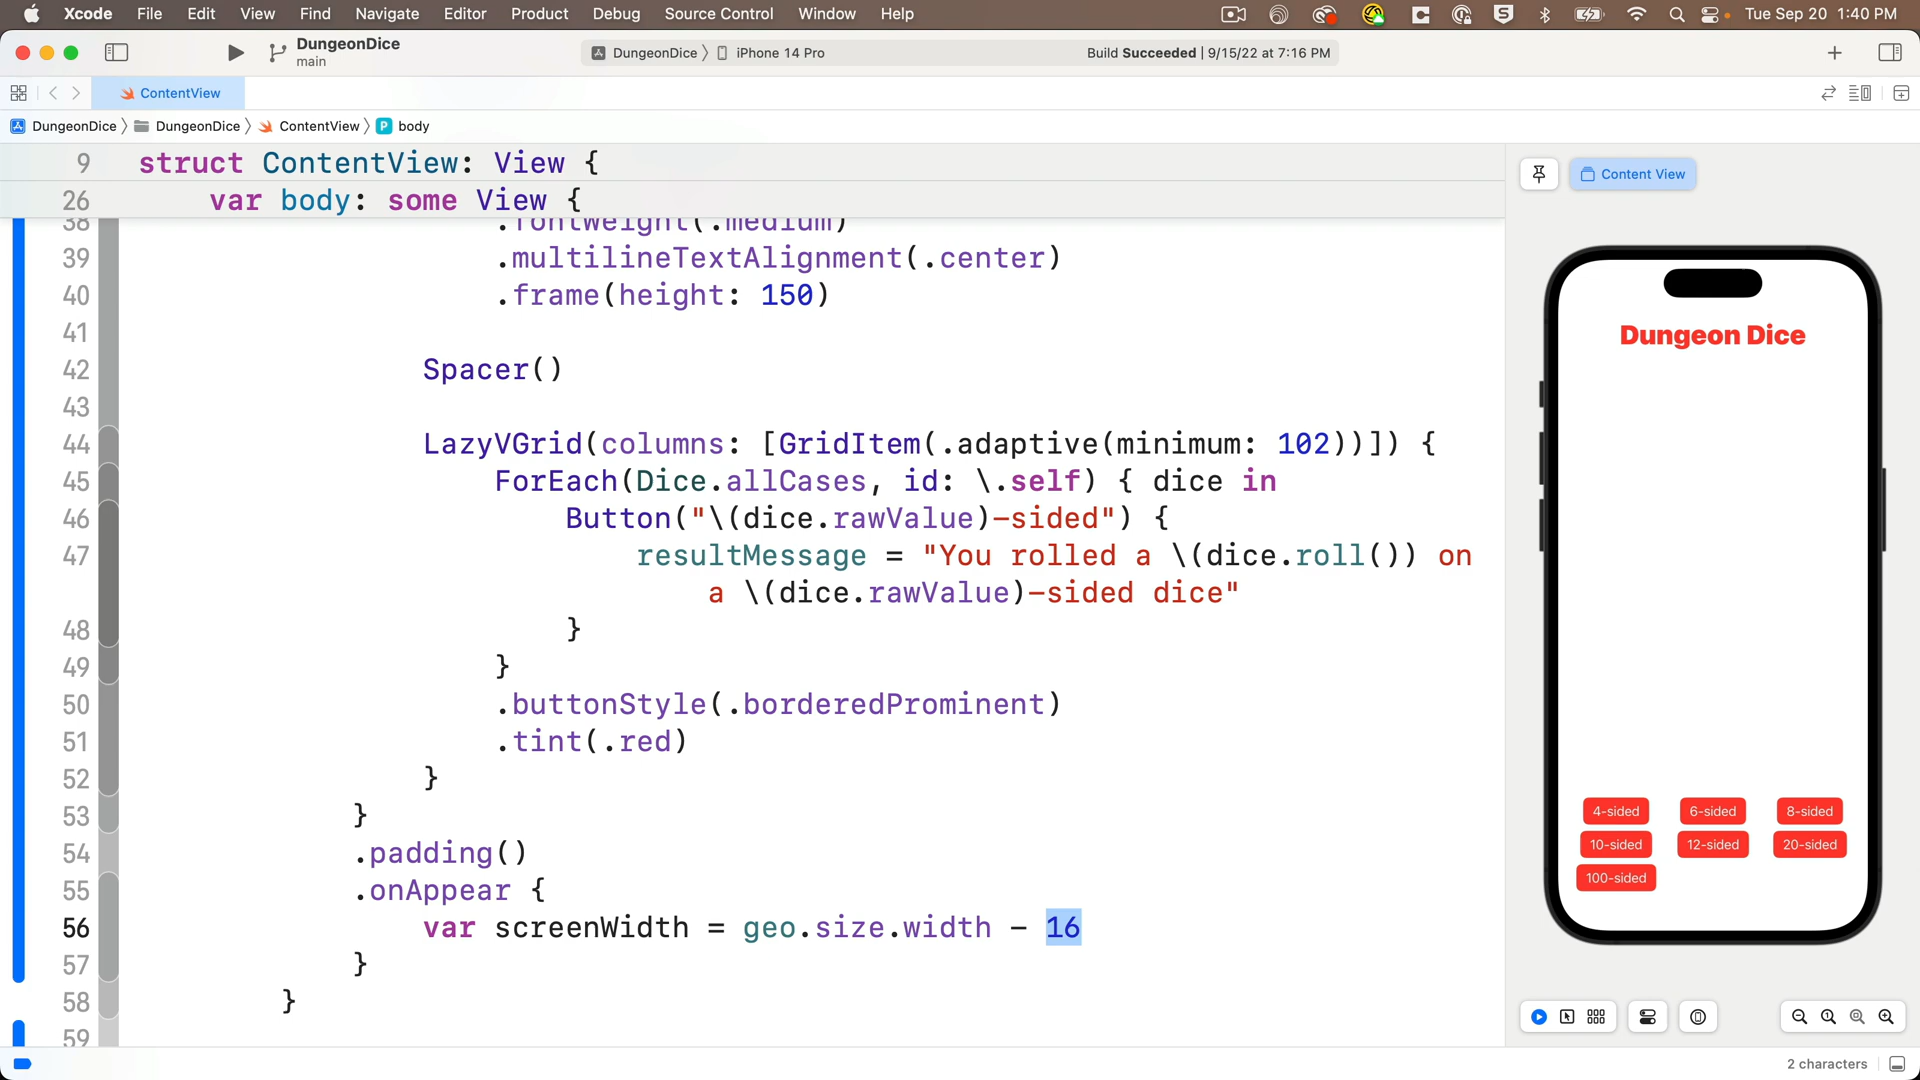 Xcode File Edit View Find Navigate Editor Product Debug Source Control Window Help Tue Sep 20 1:40 PM
DungeonDice
main
DungeonDice 〉 iPhone 14 Pro
Build Succeeded | 9/15/22 at 7:16 PM
ContentView
DungeonDice 〉 DungeonDice 〉 ContentView 〉 P body
9 struct ContentView: View {
26 var body: some View {
38 .fontWeight(.medium)
39 .multilineTextAlignment(.center)
40 .frame(height: 150)
41
42 Spacer()
43
44 LazyVGrid(columns: [GridItem(.adaptive(minimum: 102))]) {
45 ForEach(Dice.allCases, id: \.self) { dice in
46 Button("\(dice.rawValue)-sided") {
47 resultMessage = "You rolled a \(dice.roll()) on
a \(dice.rawValue)-sided dice"
48 }
49 }
50 .buttonStyle(.borderedProminent)
51 .tint(.red)
52 }
53 }
54 .padding()
55 .onAppear {
56 var screenWidth = geo.size.width - 16
57 }
58 }
59
Content View
Dungeon Dice
4-sided 6-sided 8-sided
10-sided 12-sided 20-sided
100-sided
2 characters